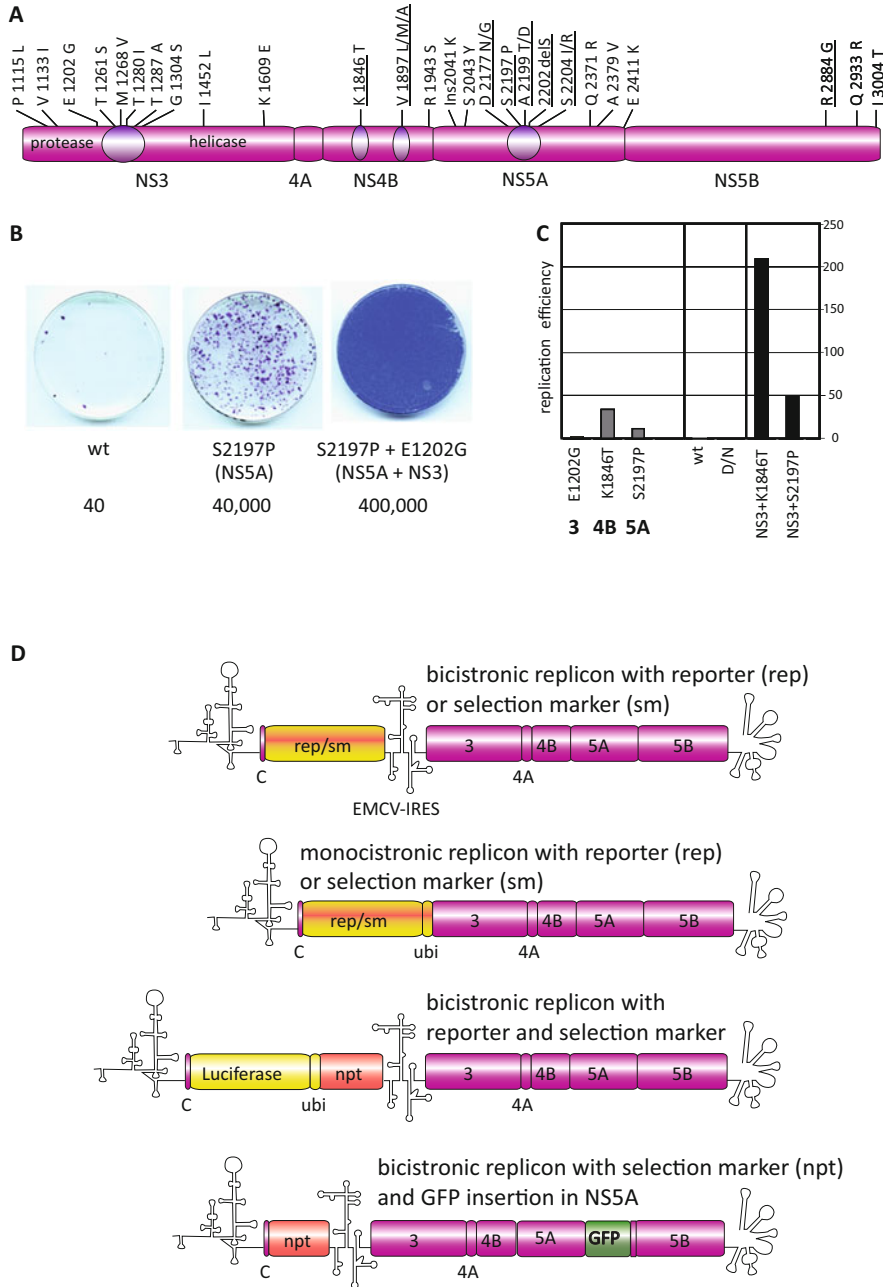 A
P 1115 L
V 1133 I
E 1202 G
T 1261 S
M 1268 V
T 1280 I
T 1287 A
G 1304 S
I 1452 L
K 1609 E
K 1846 T
V 1897 L/M/A
R 1943 S
Ins2041 K
S 2043 Y
D 2177 N/G
S 2197 P
A 2199 T/D
2202 delS
S 2204 I/R
Q 2371 R
A 2379 V
E 2411 K
R 2884 G
Q 2933 R
I 3004 T
protease helicase
NS3 4A NS4B NS5A NS5B
B
wt S2197P S2197P + E1202G
(NS5A) (NS5A + NS3)
40 40,000 400,000
C
replication efficiency
250
200
150
100
50
0
E1202G
K1846T
S2197P
wt
D/N
NS3+K1846T
NS3+S2197P
3 4B 5A
D
bicistronic replicon with reporter (rep)
or selection marker (sm)
rep/sm 3 4B 5A 5B
C 4A
EMCV-IRES
monocistronic replicon with reporter (rep)
or selection marker (sm)
rep/sm 3 4B 5A 5B
C ubi 4A
bicistronic replicon with
reporter and selection marker
Luciferase npt 3 4B 5A 5B
C ubi 4A
bicistronic replicon with selection marker (npt)
and GFP insertion in NS5A
npt 3 4B 5A GFP 5B
C 4A